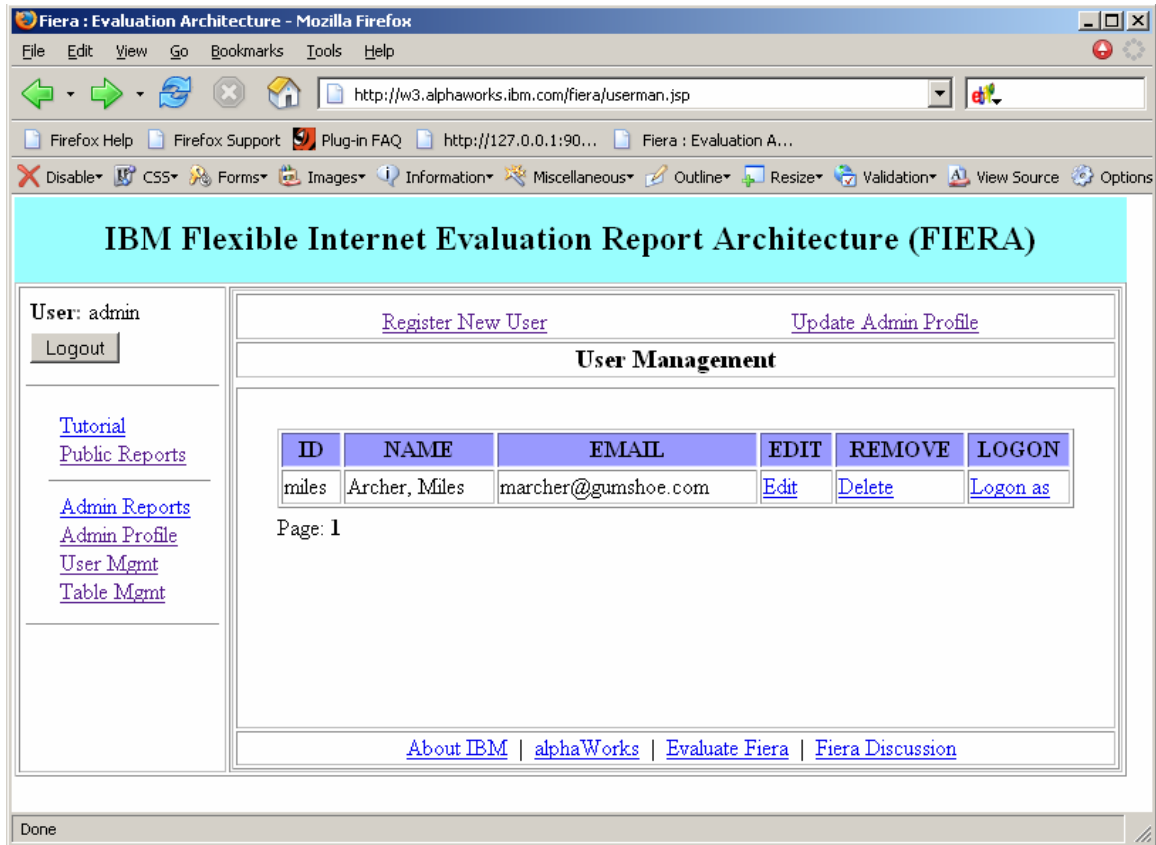 Fiera : Evaluation Architecture - Mozilla Firefox
File Edit View Go Bookmarks Tools Help
http://w3.alphaworks.ibm.com/fiera/userman.jsp
Firefox Help Firefox Support Plug-in FAQ http://127.0.0.1:90... Fiera : Evaluation A...
Disable CSS Forms Images Information Miscellaneous Outline Resize Validation View Source Options
IBM Flexible Internet Evaluation Report Architecture (FIERA)
User: admin
Logout
Tutorial
Public Reports
Admin Reports
Admin Profile
User Mgmt
Table Mgmt
Register New User Update Admin Profile
User Management
ID NAME EMAIL EDIT REMOVE LOGON
miles Archer, Miles marcher@gumshoe.com Edit Delete Logon as
Page: 1
About IBM | alphaWorks | Evaluate Fiera | Fiera Discussion
Done